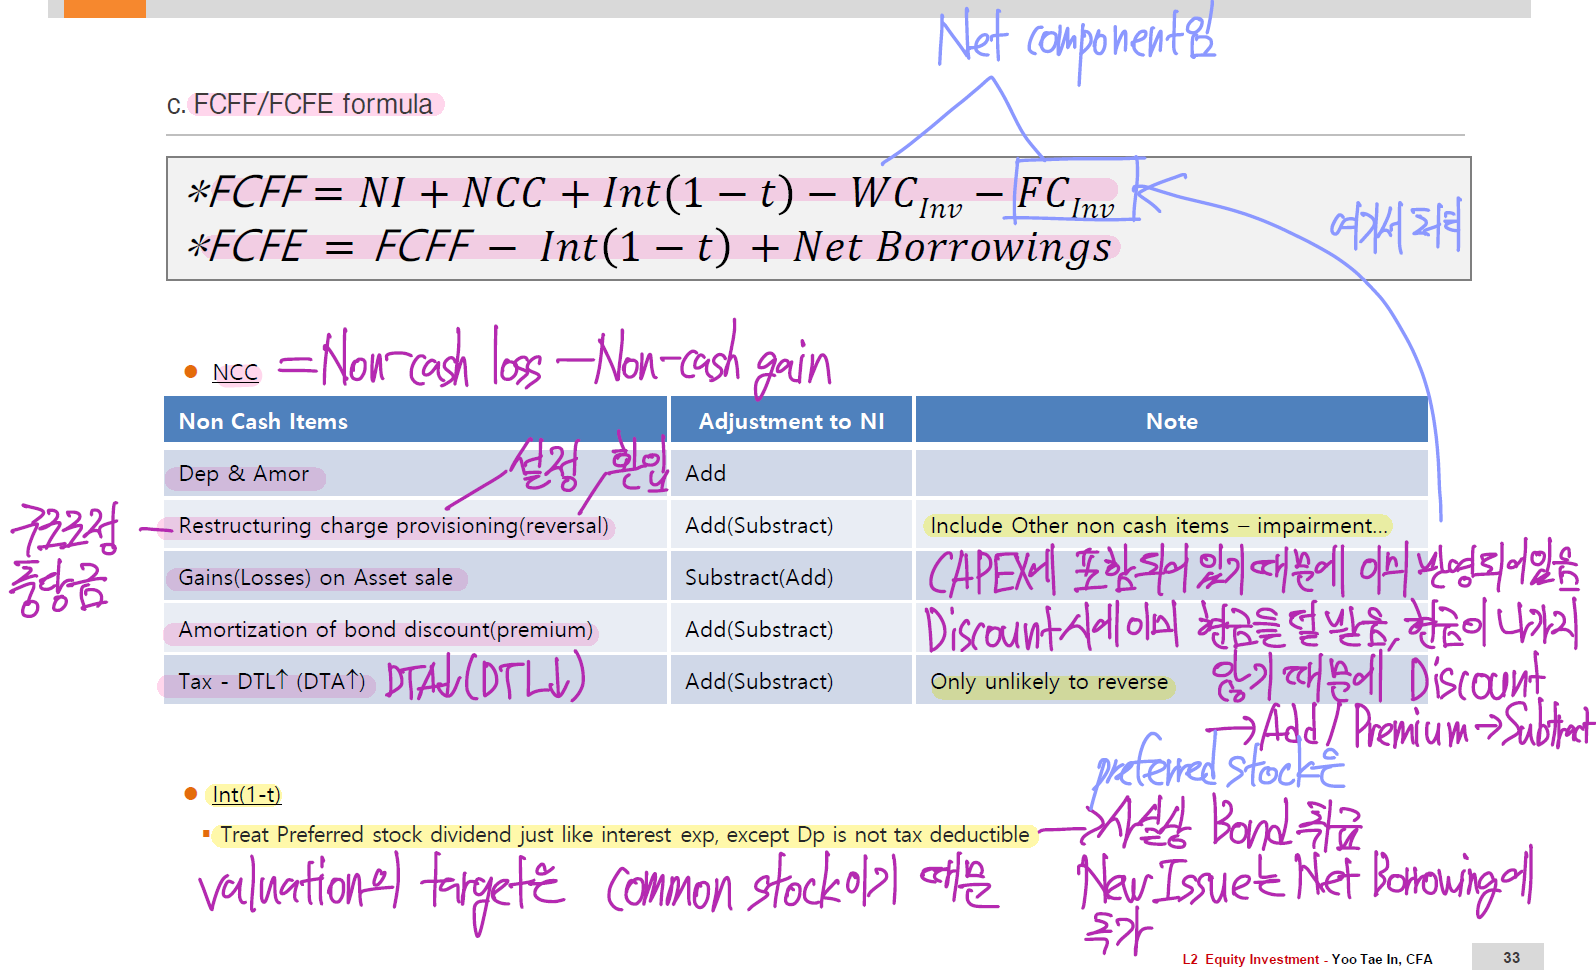 Net component임
c. FCFF/FCFE formula
*FCFF = NI + NCC + Int(1 − t) − WC_Inv − FC_Inv
*FCFE = FCFF − Int(1 − t) + Net Borrowings
여기서 처리
NCC = Non-cash loss - Non-cash gain
Non Cash Items Adjustment to NI Note
설정 환입
Dep & Amor Add
구조조정
충당금
Restructuring charge provisioning(reversal) Add(Substract) Include Other non cash items – impairment...
Gains(Losses) on Asset sale Substract(Add) CAPEX에 포함되어 있기 때문에 이미 반영되어있음
Amortization of bond discount(premium) Add(Substract) Discount시에 이미 현금을 덜 받음, 현금이 나가지
Tax - DTL↑ (DTA↑) DTA↓(DTL↓) Add(Substract) Only unlikely to reverse 않기 때문에 Discount
→Add / Premium→Subtract
preferred stock은
Int(1-t)
Treat Preferred stock dividend just like interest exp, except Dp is not tax deductible → 사실상 Bond 취급
valuation의 target은 common stock이기 때문 New Issue는 Net Borrowing에
추가
L2 Equity Investment - Yoo Tae In, CFA 33